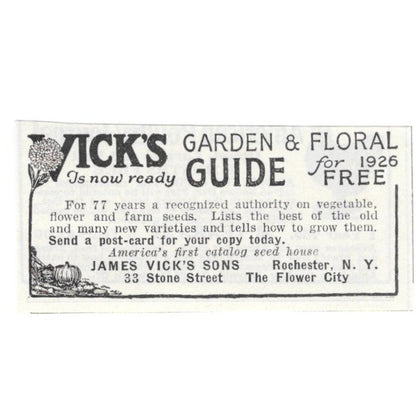 VICK'S GARDEN & FLORAL
Is now ready GUIDE for 1926 FREE
For 77 years a recognized authority on vegetable,
flower and farm seeds. Lists the best of the old
and many new varieties and tells how to grow them.
Send a post-card for your copy today.
America's first catalog seed house
JAMES VICK'S SONS Rochester, N. Y.
33 Stone Street The Flower City